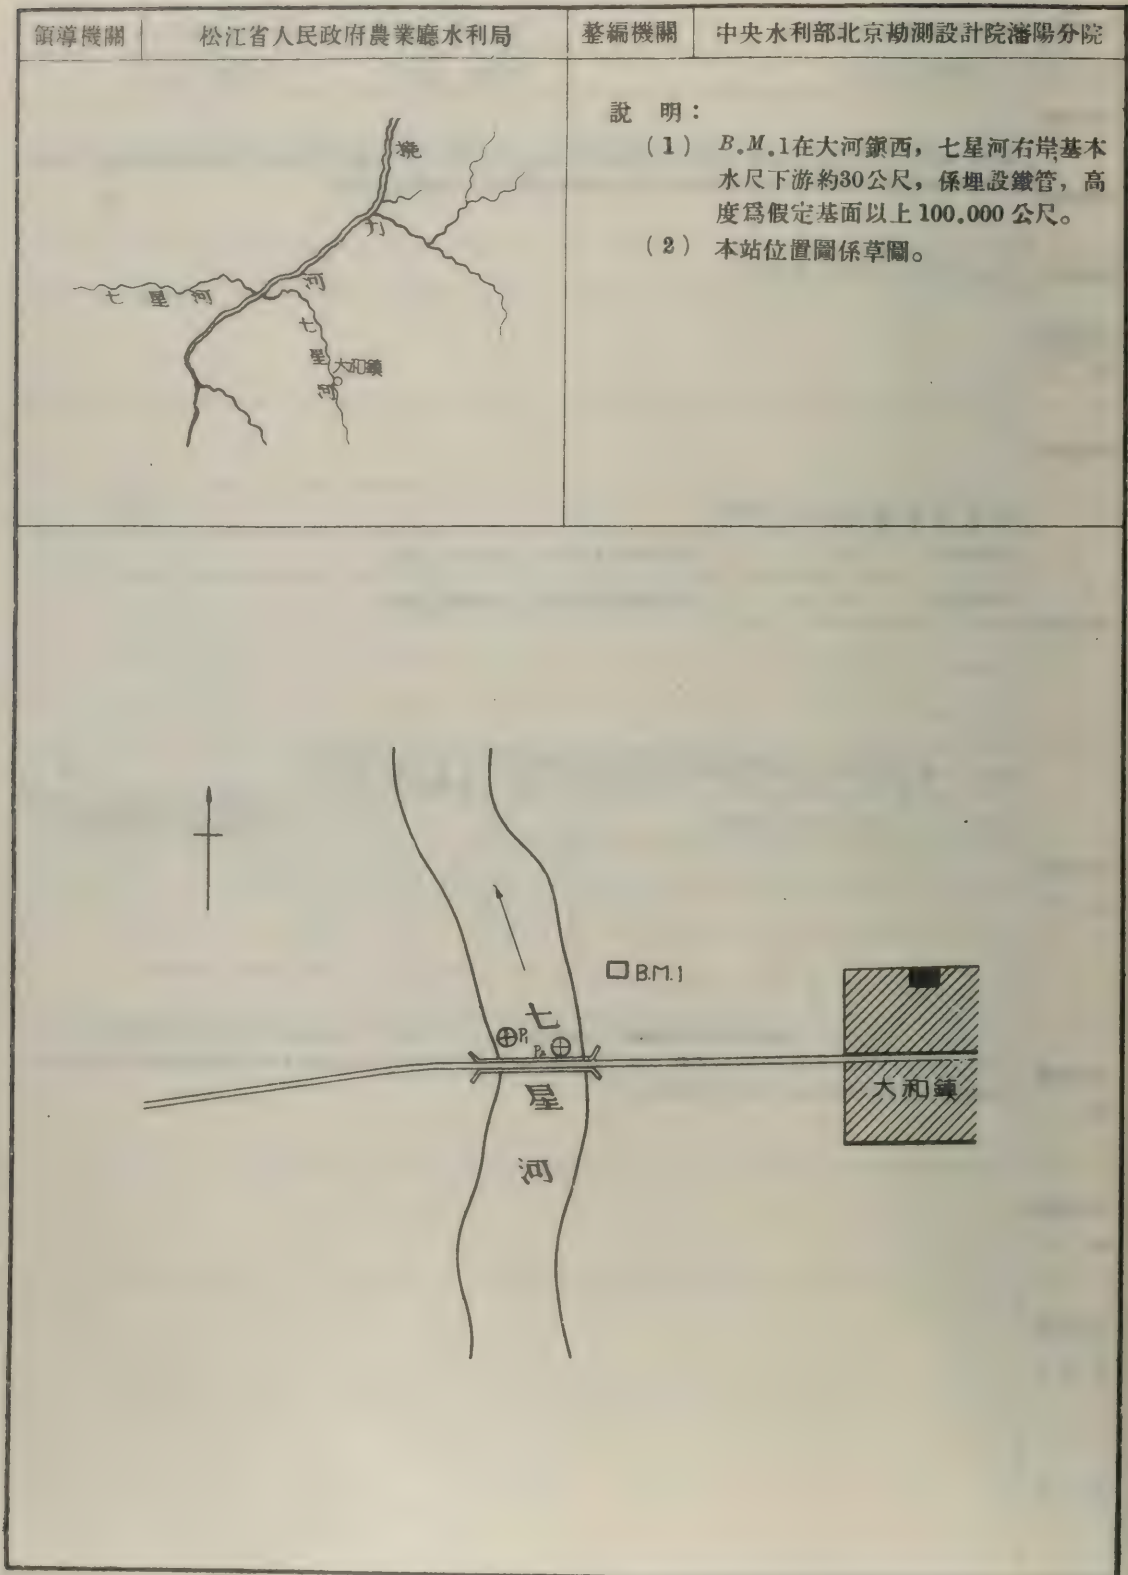 領導機關 松江省人民政府農業廳水利局 整編機關 中央水利部北京勘測設計院瀋陽分院
撓
力
河
七星河
七
星
河
大和鎮
說 明：
(1) B.M.1在大河鎭西，七星河右岸基本
水尺下游約30公尺，係埋設鐵管，高
度爲假定基面以上100.000公尺。
(2) 本站位置圖係草圖。
B.M.1
七
P1
P2
星
河
大和鎮